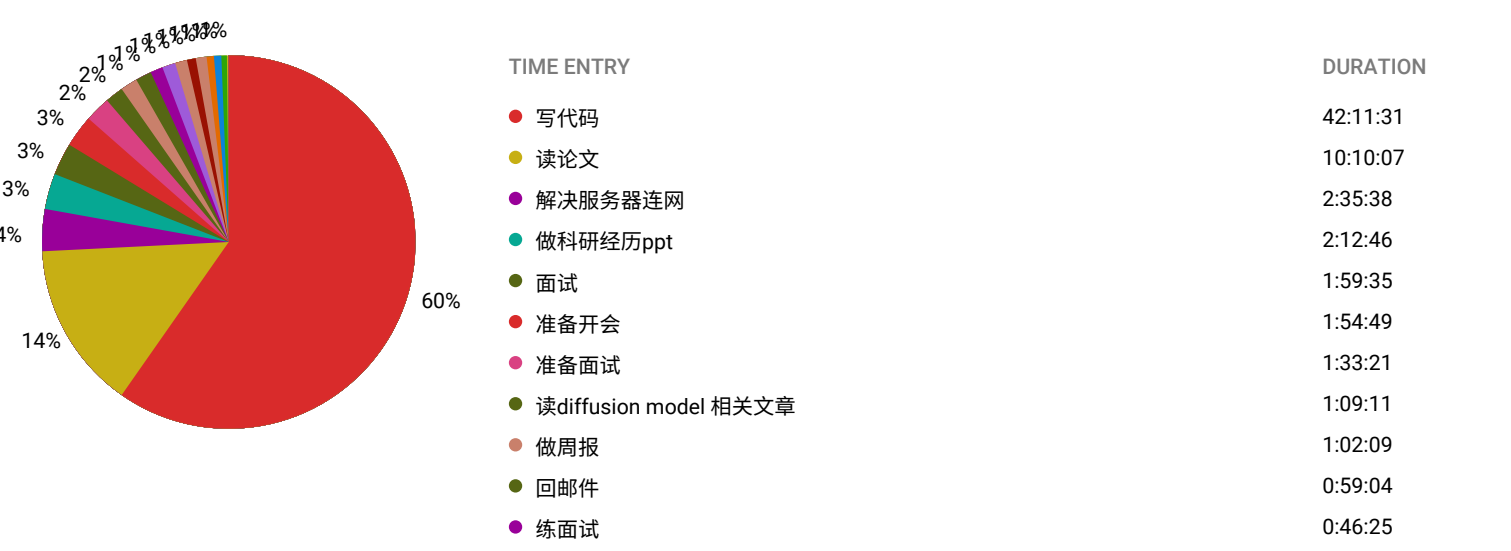 TIME ENTRY DURATION
写代码 42:11:31
读论文 10:10:07
解决服务器连网 2:35:38
做科研经历ppt 2:12:46
面试 1:59:35
准备开会 1:54:49
准备面试 1:33:21
读diffusion model 相关文章 1:09:11
做周报 1:02:09
回邮件 0:59:04
练面试 0:46:25
60%
14%
4%
3%
3%
3%
2%
2%
1%
1%